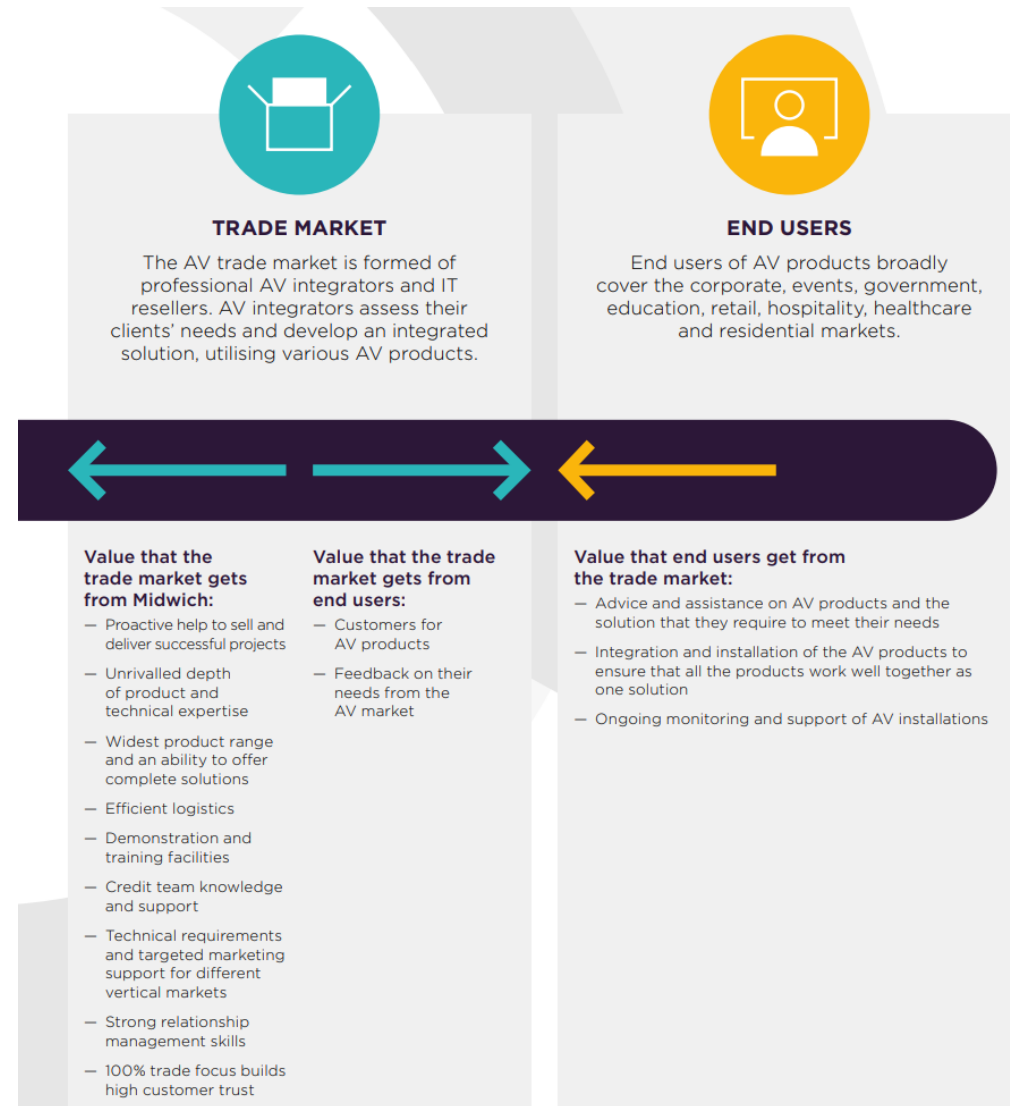 TRADE MARKET
The AV trade market is formed of
professional AV integrators and IT
resellers. AV integrators assess their
clients’ needs and develop an integrated
solution, utilising various AV products.
END USERS
End users of AV products broadly
cover the corporate, events, government,
education, retail, hospitality, healthcare
and residential markets.
Value that the
trade market gets
from Midwich:
— Proactive help to sell and
deliver successful projects
— Unrivalled depth
of product and
technical expertise
— Widest product range
and an ability to offer
complete solutions
— Efficient logistics
— Demonstration and
training facilities
— Credit team knowledge
and support
— Technical requirements
and targeted marketing
support for different
vertical markets
— Strong relationship
management skills
— 100% trade focus builds
high customer trust
Value that the trade
market gets from
end users:
— Customers for
AV products
— Feedback on their
needs from the
AV market
Value that end users get from
the trade market:
— Advice and assistance on AV products and the
solution that they require to meet their needs
— Integration and installation of the AV products to
ensure that all the products work well together as
one solution
— Ongoing monitoring and support of AV installations